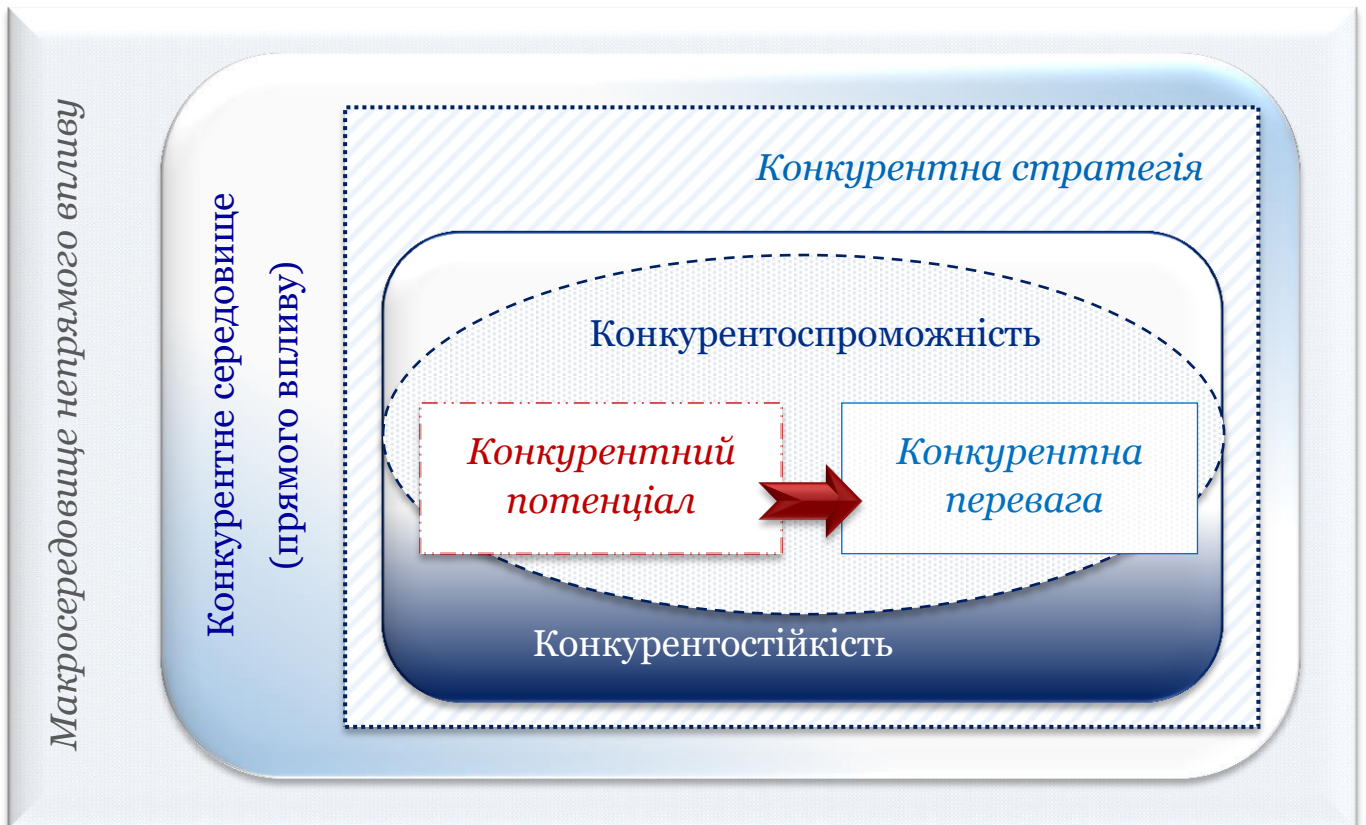 Макросередовище непрямого впливу
Конкурентне середовище
(прямого впливу)
Конкурентна стратегія
Конкурентоспроможність
Конкурентний
потенціал
Конкурентна
перевага
Конкурентостійкість